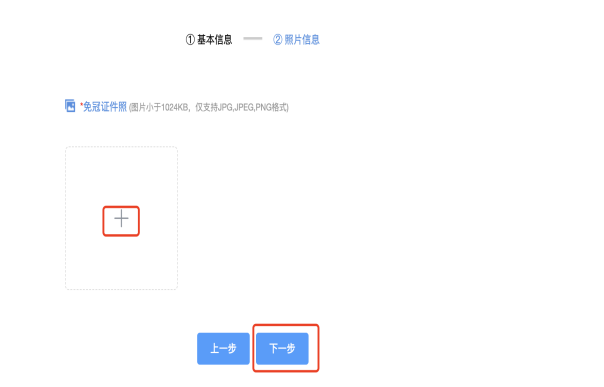 ① 基本信息 ② 照片信息
*免冠证件照 (图片小于1024KB，仅支持JPG,JPEG,PNG格式)
上一步 下一步